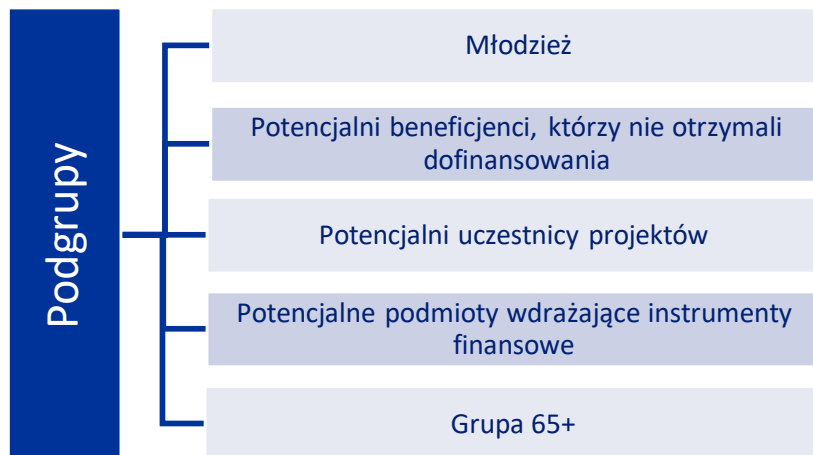 Podgrupy
Młodzież
Potencjalni beneficjenci, którzy nie otrzymali
dofinansowania
Potencjalni uczestnicy projektów
Potencjalne podmioty wdrażające instrumenty
finansowe
Grupa 65+